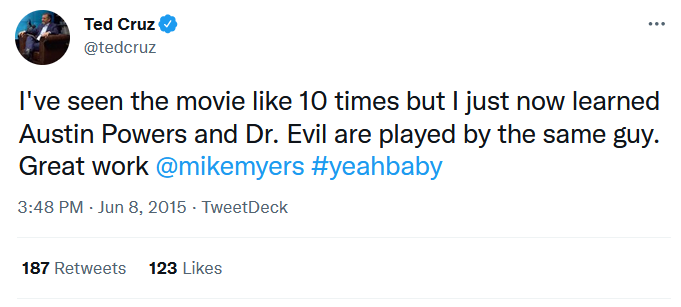 Ted Cruz
@tedcruz
I've seen the movie like 10 times but I just now learned
Austin Powers and Dr. Evil are played by the same guy.
Great work @mikemyers #yeahbaby
3:48 PM · Jun 8, 2015 · TweetDeck
187 Retweets 123 Likes